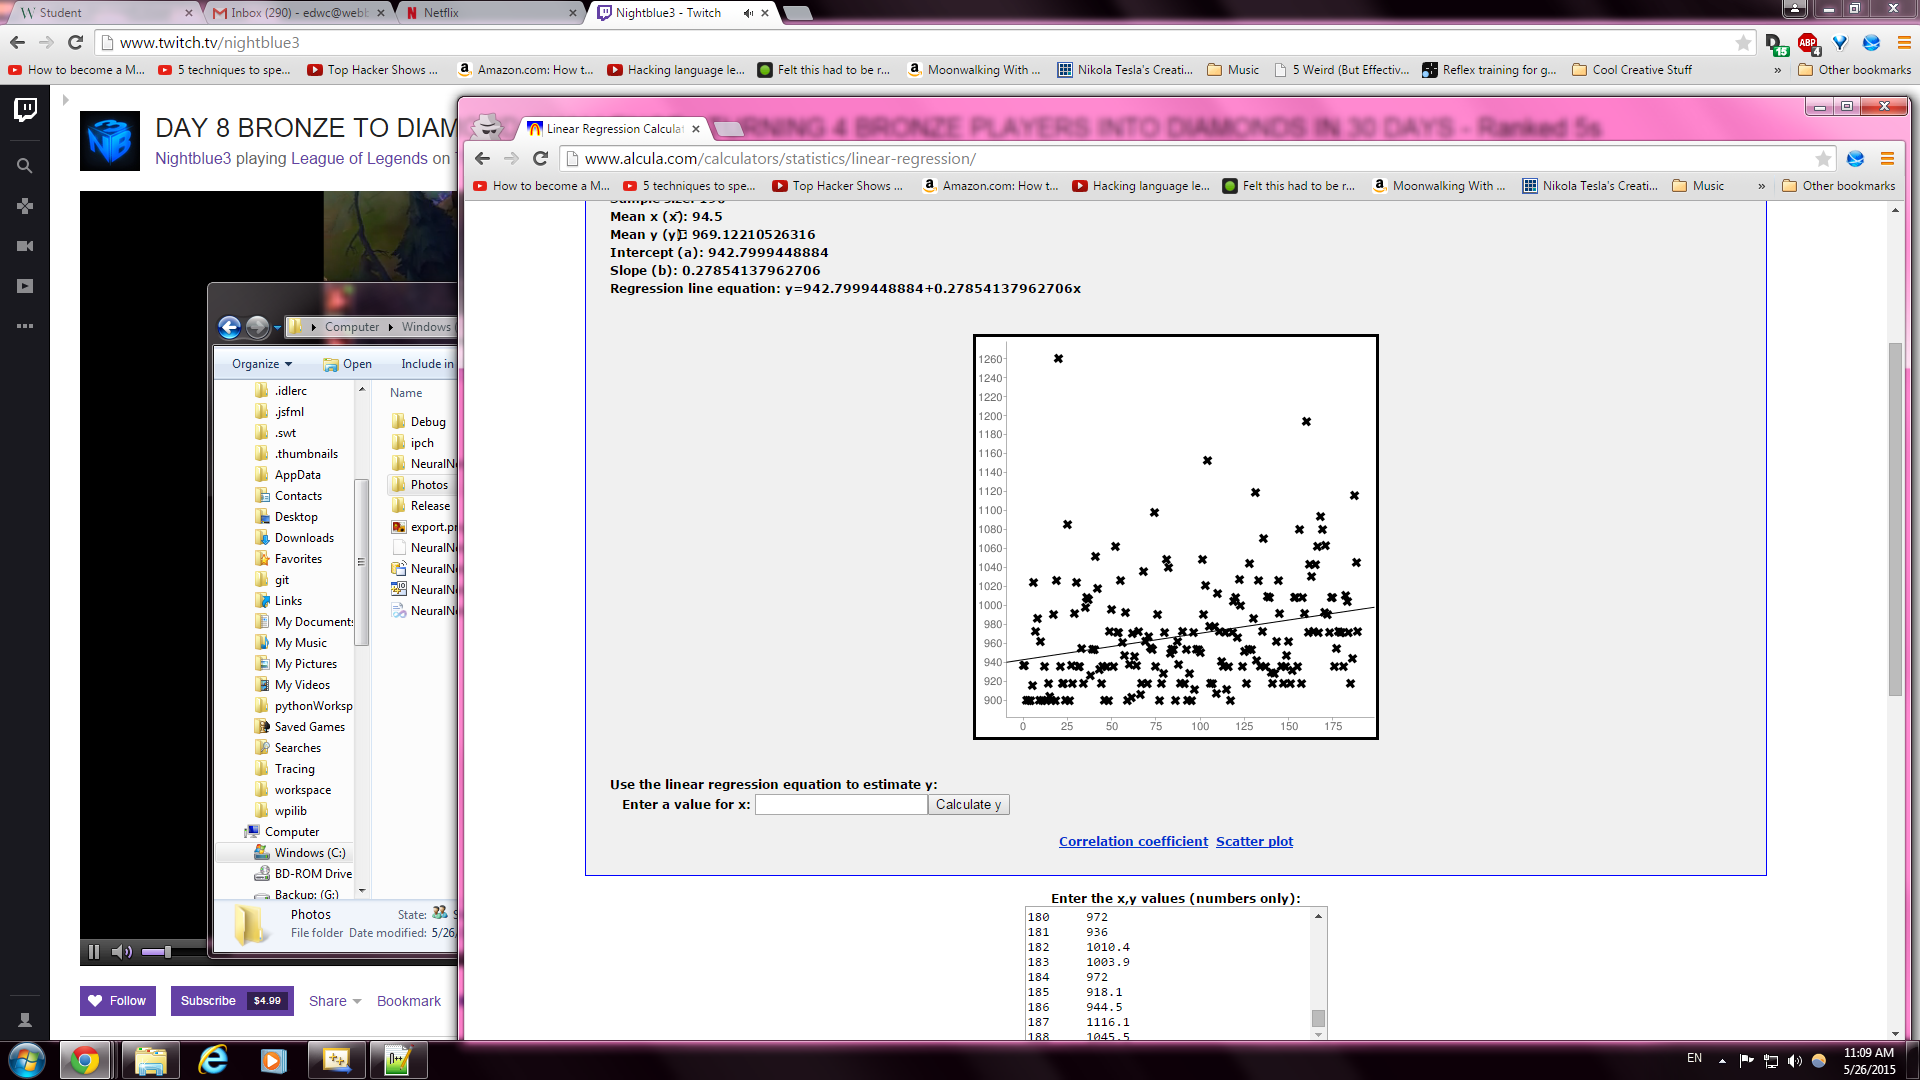 Student
Inbox (290) - edwc@web
Netflix
Nightblue3 - Twitch
www.twitch.tv/nightblue3
How to become a M...
5 techniques to spe...
Top Hacker Shows ...
Amazon.com: How t...
Hacking language le...
Felt this had to be r...
Moonwalking With ...
Nikola Tesla's Creati...
Music
5 Weird (But Effectiv...
Reflex training for g...
Cool Creative Stuff
»
Other bookmarks
DAY 8 BRONZE TO DIAM
RNING 4 BRONZE PLAYERS INTO DIAMONDS IN 30 DAYS - Ranked 5s
Nightblue3 playing League of Legends on T
Computer
Windows (
Organize
Open
Include in
.idlerc
.jsfml
.swt
.thumbnails
AppData
Contacts
Desktop
Downloads
Favorites
git
Links
My Documents
My Music
My Pictures
My Videos
pythonWorksp
Saved Games
Searches
Tracing
workspace
wpilib
Computer
Windows (C:)
BD-ROM Drive
Backup: (G:)
Name
Debug
ipch
NeuralNe
Photos
Release
export.pn
NeuralNe
NeuralNe
NeuralNe
NeuralNe
Photos
State:
File folder
Date modified: 5/26/
Follow
Subscribe
$4.99
Share
Bookmark
Linear Regression Calculat
www.alcula.com/calculators/statistics/linear-regression/
How to become a M...
5 techniques to spe...
Top Hacker Shows ...
Amazon.com: How t...
Hacking language le...
Felt this had to be r...
Moonwalking With ...
Nikola Tesla's Creati...
Music
»
Other bookmarks
Sample size: 190
Mean x (x̄): 94.5
Mean y (ȳ): 969.12210526316
Intercept (a): 942.7999448884
Slope (b): 0.27854137962706
Regression line equation: y=942.7999448884+0.27854137962706x
1260
1240
1220
1200
1180
1160
1140
1120
1100
1080
1060
1040
1020
1000
980
960
940
920
900
0 25 50 75 100 125 150 175
Use the linear regression equation to estimate y:
Enter a value for x:
Calculate y
Correlation coefficient Scatter plot
Enter the x,y values (numbers only):
180 972
181 936
182 1010.4
183 1003.9
184 972
185 918.1
186 944.5
187 1116.1
188 1045.5
15
ABP
4
EN
11:09 AM
5/26/2015